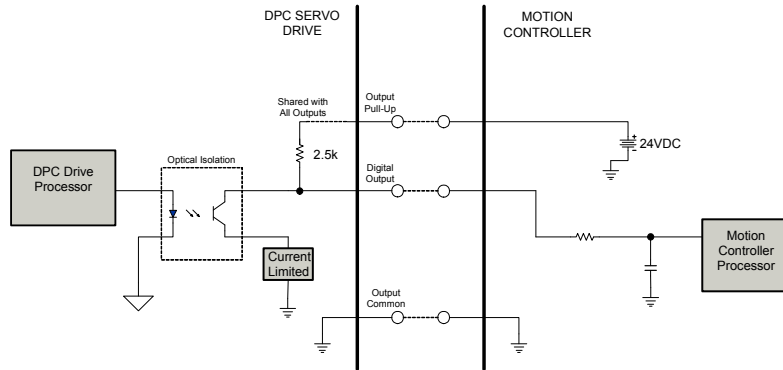 DPC SERVO
DRIVE
MOTION
CONTROLLER
Shared with
All Outputs
Output
Pull-Up
24VDC
2.5k
Optical Isolation
DPC Drive
Processor
Digital
Output
Motion
Controller
Processor
Current
Limited
Output
Common